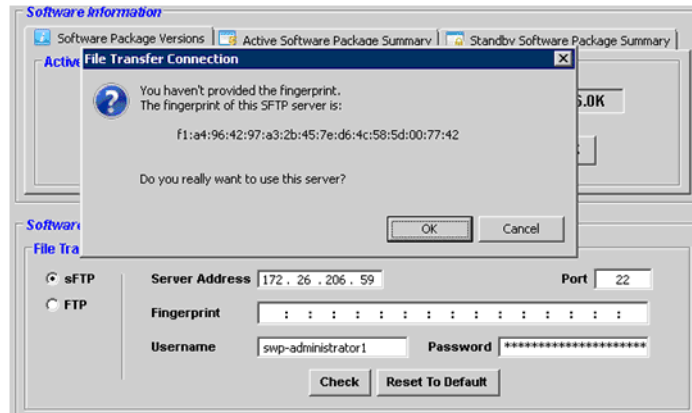 Software Information
Software Package Versions Active Software Package Summary Standby Software Package Summary
Active
File Transfer Connection
You haven't provided the fingerprint.
The fingerprint of this SFTP server is:
6.0K
f1:a4:96:42:97:a3:2b:45:7e:d6:4c:58:5d:00:77:42
Do you really want to use this server?
OK Cancel
Software
File Tra
sFTP Server Address 172 . 26 . 206 . 59 Port 22
FTP
Fingerprint : : : : : : : : : : : : : : :
Username swp-administrator1 Password **********************
Check Reset To Default